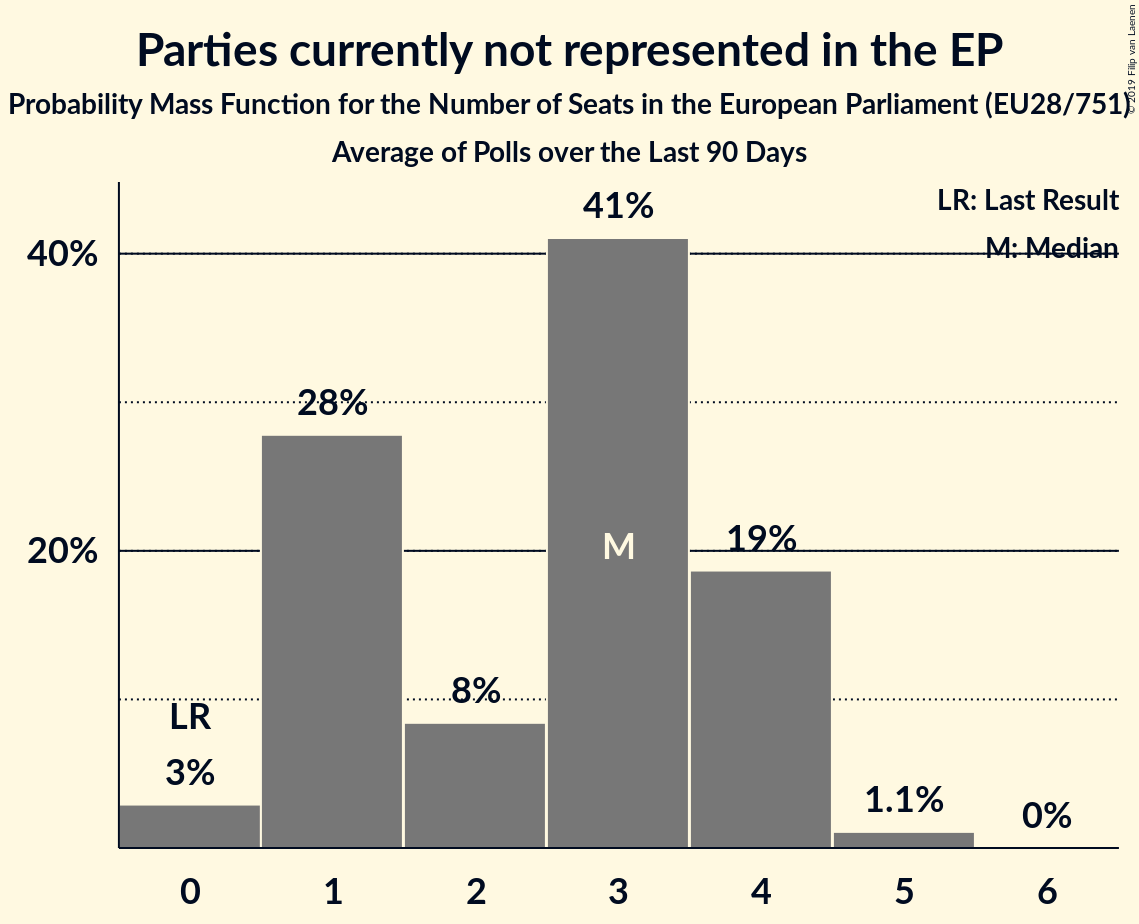 Parties currently not represented in the EP
Probability Mass Function for the Number of Seats in the European Parliament (EU28/751)
Average of Polls over the Last 90 Days
© 2019 Filip van Laenen
LR: Last Result
M: Median
41%
40%
28%
19%
20%
M
8%
LR
3%
1.1%
0%
0 1 2 3 4 5 6